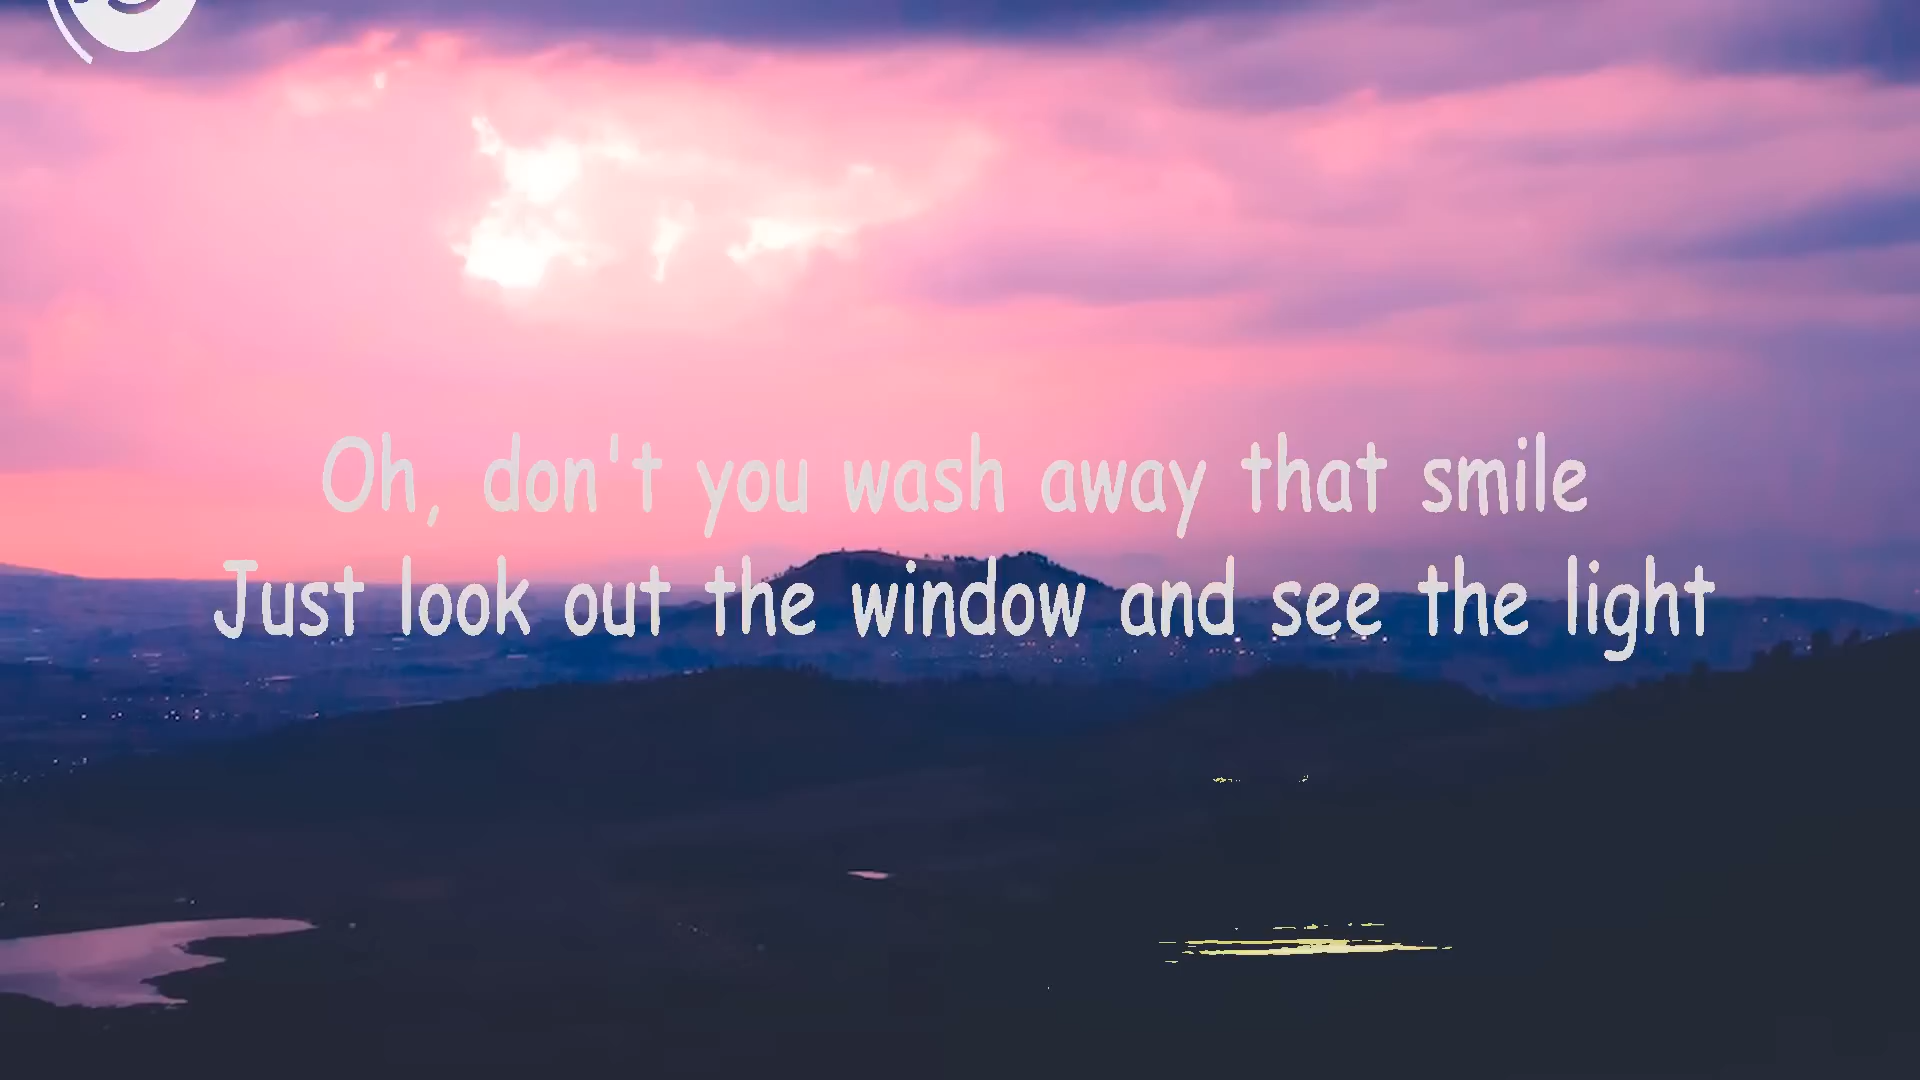 Oh, don't you wash away that smile
Just look out the window and see the light